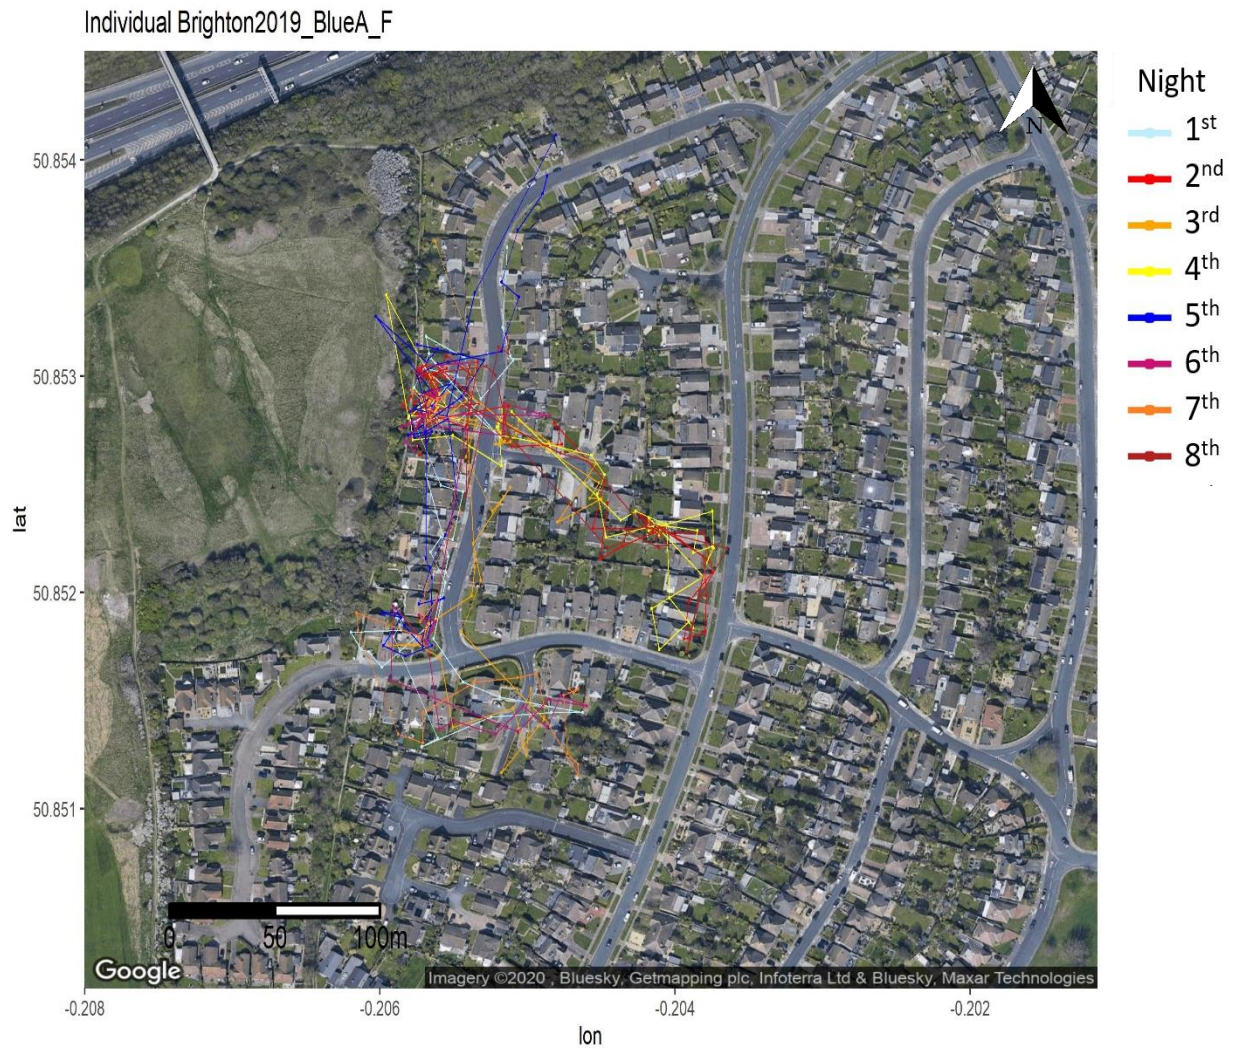 Individual Brighton2019_BlueA_F
Night
1st
2nd
3rd
4th
5th
6th
7th
8th
N
50.854
50.853
50.852
50.851
lat
0 50 100m
Google
Imagery ©2020 , Bluesky, Getmapping plc, Infoterra Ltd & Bluesky, Maxar Technologies
-0.208 -0.206 -0.204 -0.202
lon